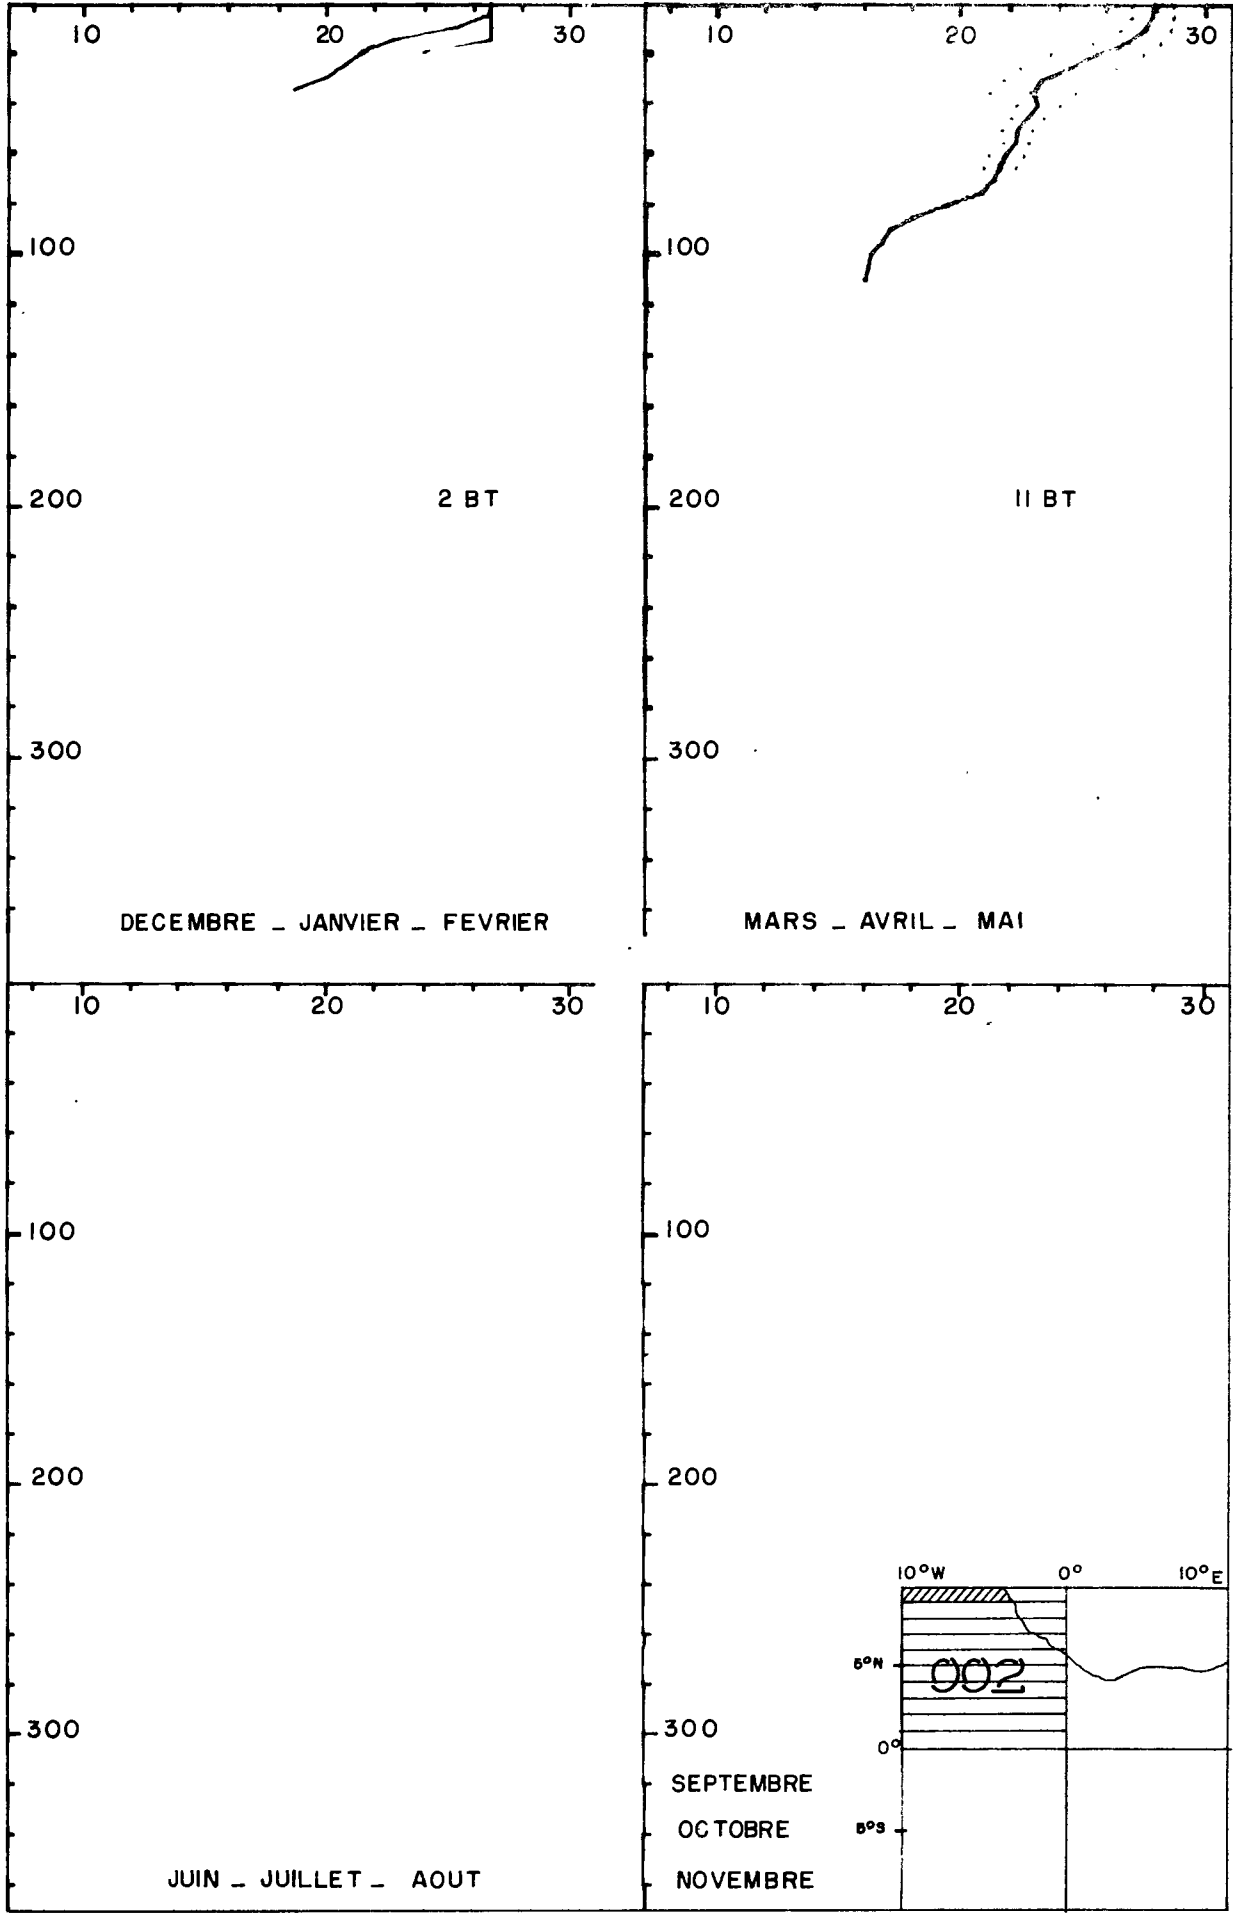 10 20 30
100
200 2 BT
300
DECEMBRE _ JANVIER _ FEVRIER
10 20 30
100
200 11 BT
300
MARS _ AVRIL _ MAI
10 20 30
100
200
300
JUIN _ JUILLET _ AOUT
10 20 30
100
200
300
SEPTEMBRE
OCTOBRE
NOVEMBRE
10°W 0° 10°E
5°N
002
0°
5°S